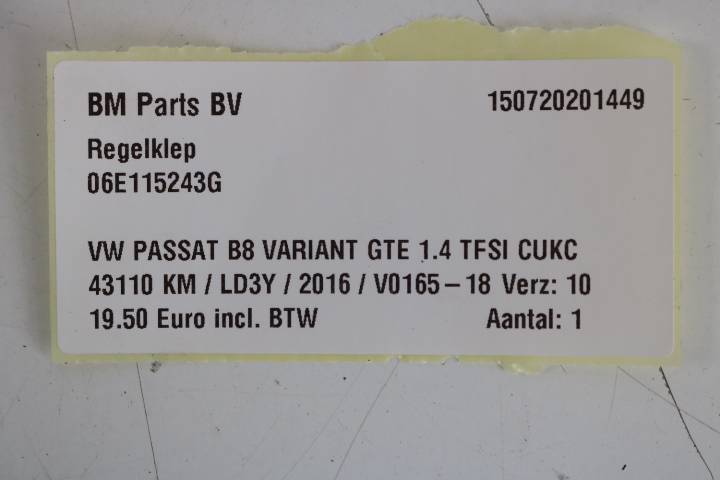 BM Parts BV 150720201449
Regelklep
06E115243G
VW PASSAT B8 VARIANT GTE 1.4 TFSI CUKC
43110 KM / LD3Y / 2016 / V0165-18 Verz: 10
19.50 Euro incl. BTW Aantal: 1